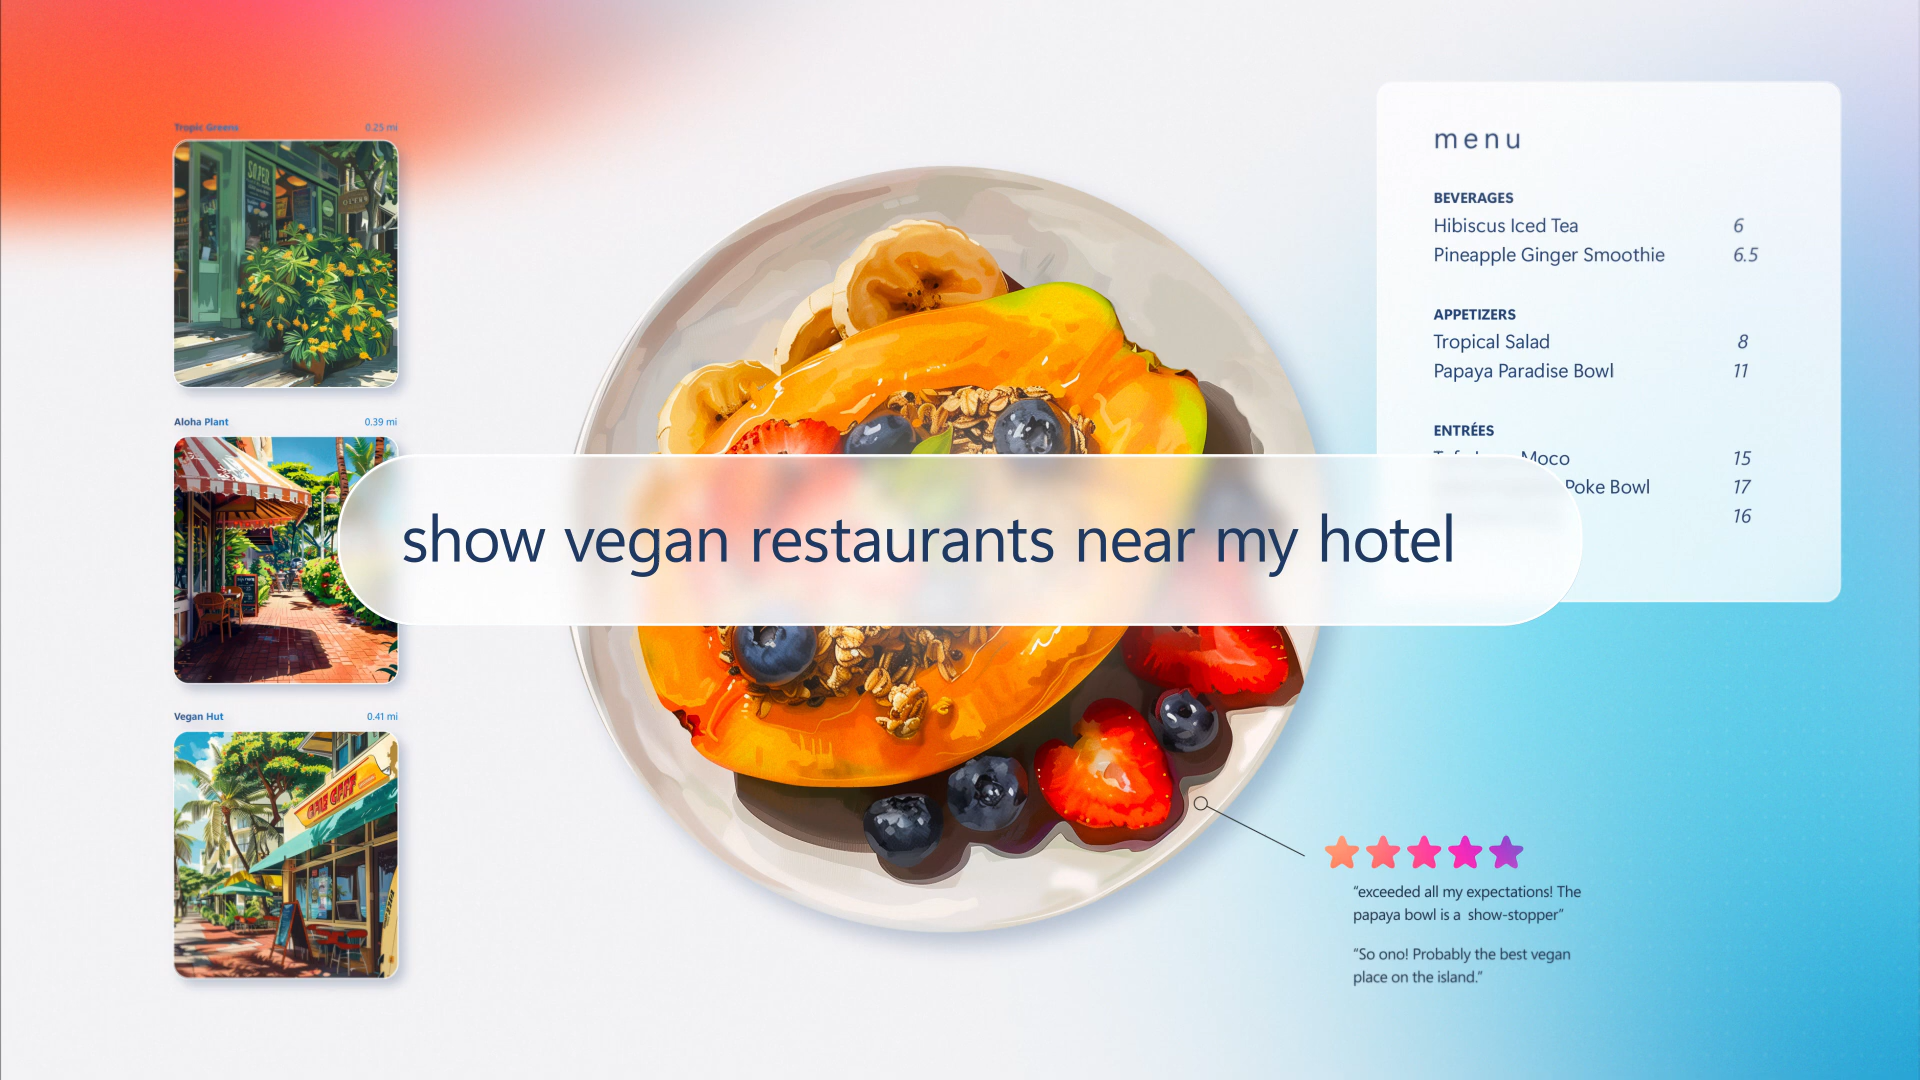 Tropic Greens 0.25 mi
SUPER
OPEN
Aloha Plant 0.39 mi
Vegan Hut 0.41 mi
show vegan restaurants near my hotel
menu
BEVERAGES
Hibiscus Iced Tea 6
Pineapple Ginger Smoothie 6.5
APPETIZERS
Tropical Salad 8
Papaya Paradise Bowl 11
ENTRÉES
Moco 15
Poke Bowl 17
16
“exceeded all my expectations! The
papaya bowl is a show-stopper”
“So ono! Probably the best vegan
place on the island.”